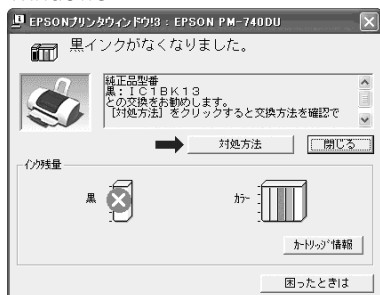 EPSONプリンタウィンドウ!3 : EPSON PM-740DU
黒インクがなくなりました。
純正品型番
黒:IC1BK13
との交換をお勧めします。
[対処方法] をクリックすると交換方法を確認で
対処方法
閉じる
インク残量
黒
カラー
カートリッジ情報
困ったときは